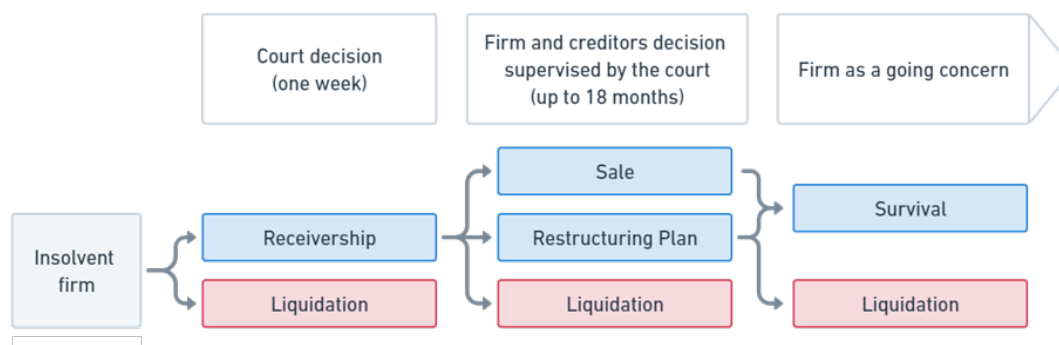 Court decision
(one week)
Firm and creditors decision
supervised by the court
(up to 18 months)
Firm as a going concern
Sale
Survival
Insolvent
firm
Receivership
Restructuring Plan
Liquidation
Liquidation
Liquidation